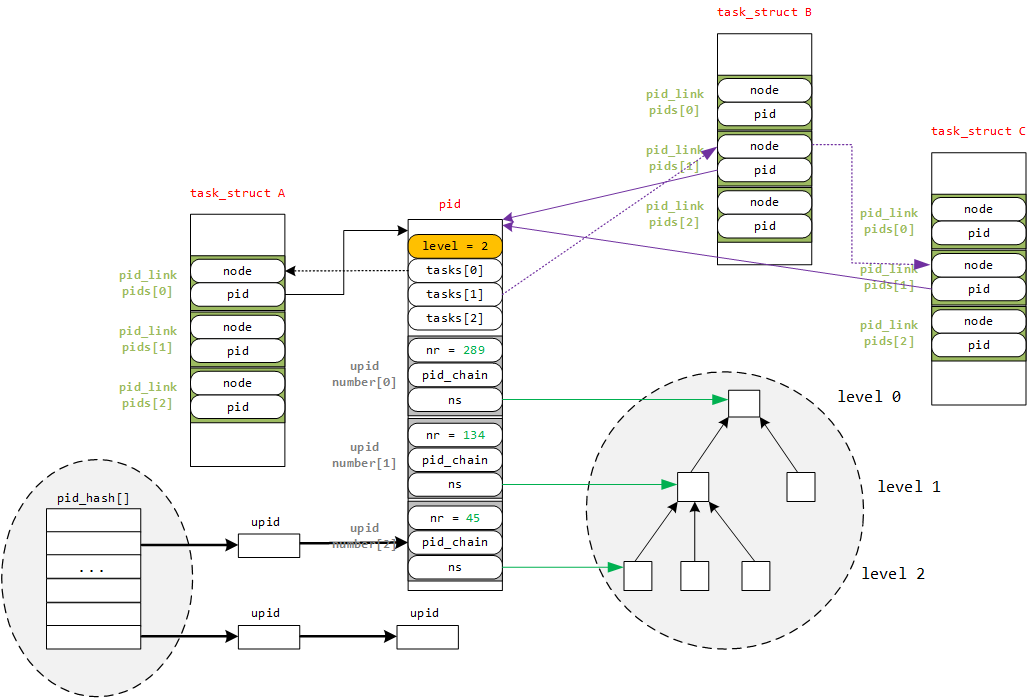 task_struct B
node
pid
node
pid
node
pid
pid_link
pids[0]
pid_link
pids[1]
pid_link
pids[2]
task_struct C
node
pid
node
pid
node
pid
pid_link
pids[0]
pid_link
pids[1]
pid_link
pids[2]
task_struct A
node
pid
node
pid
node
pid
pid_link
pids[0]
pid_link
pids[1]
pid_link
pids[2]
pid
level = 2
tasks[0]
tasks[1]
tasks[2]
upid
number[0]
nr = 289
pid_chain
ns
upid
number[1]
nr = 134
pid_chain
ns
upid
number[2]
nr = 45
pid_chain
ns
level 0
level 1
level 2
pid_hash[]
...
upid
upid
upid